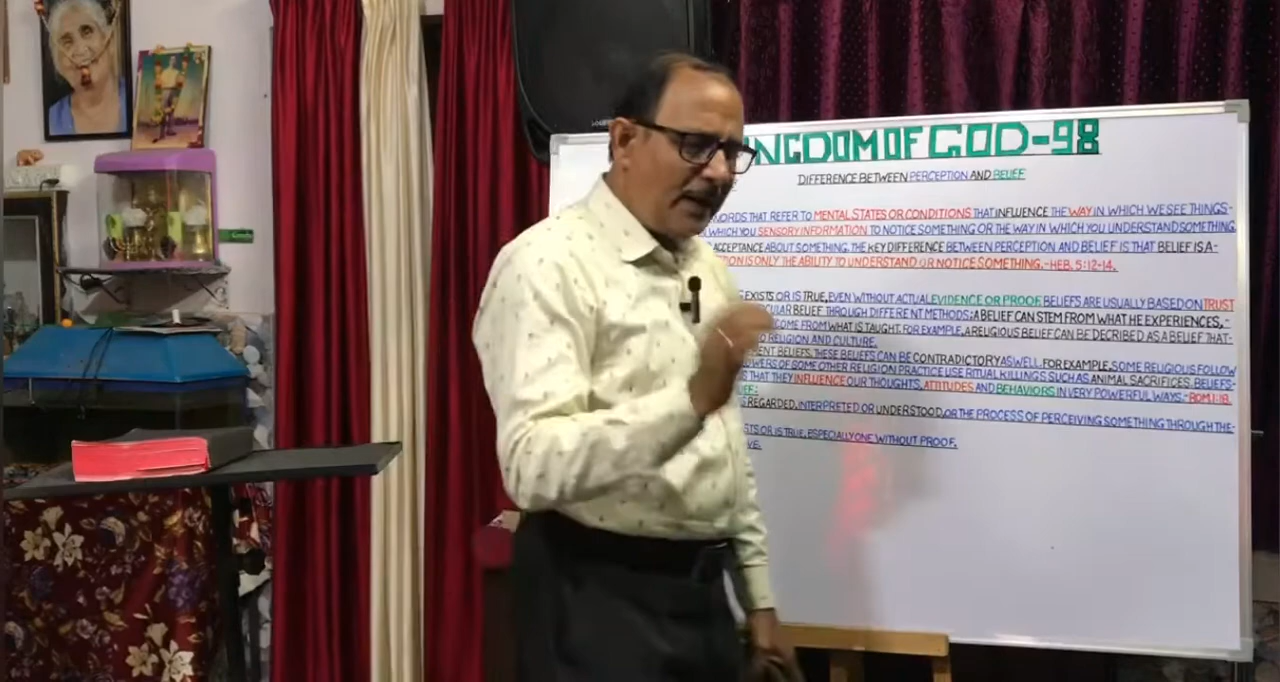 INGDOM OF GOD-98
DIFFERENCE BETWEEN PERCEPTION AND BELIEF
WORDS THAT REFER TO MENTAL STATES OR CONDITIONS THAT INFLUENCE THE WAY IN WHICH WE SEE THINGS-
WHICH YOU SENSORY INFORMATION TO NOTICE SOMETHING OR THE WAY IN WHICH YOU UNDERSTAND SOMETHING.
ACCEPTANCE ABOUT SOMETHING. THE KEY DIFFERENCE BETWEEN PERCEPTION AND BELIEF IS THAT BELIEF IS A-
TION IS ONLY THE ABILITY TO UNDERSTAND OR NOTICE SOMETHING.-HEB. 5:12-14.
EXISTS OR IS TRUE, EVEN WITHOUT ACTUAL EVIDENCE OR PROOF BELIEFS ARE USUALLY BASED ON TRUST
CULAR BELIEF THROUGH DIFFERENT METHODS; A BELIEF CAN STEM FROM WHAT HE EXPERIENCES,-
COME FROM WHAT IS TAUGHT. FOR EXAMPLE, A RELIGIOUS BELIEF CAN BE DECRIBED AS A BELIEF THAT-
TO RELIGION AND CULTURE.
ENT BELIEFS. THESE BELIEFS CAN BE CONTRADICTORY AS WELL. FOR EXAMPLE, SOME RELIGIOUS FOLLOW
OWERS OF SOME OTHER RELIGION PRACTICE USE RITUAL KILLINGS SUCH AS ANIMAL SACRIFICES. BELIEFS-
S THAT THEY INFLUENCE OUR THOUGHTS, ATTITUDES AND BEHAVIORS IN VERY POWERFUL WAYS.-ROM.1:18.
IEF:
S REGARDED, INTERPRETED OR UNDERSTOOD, OR THE PROCESS OF PERCEIVING SOMETHING THROUGH THE-
STS OR IS TRUE, ESPECIALLY ONE WITHOUT PROOF.
VE.